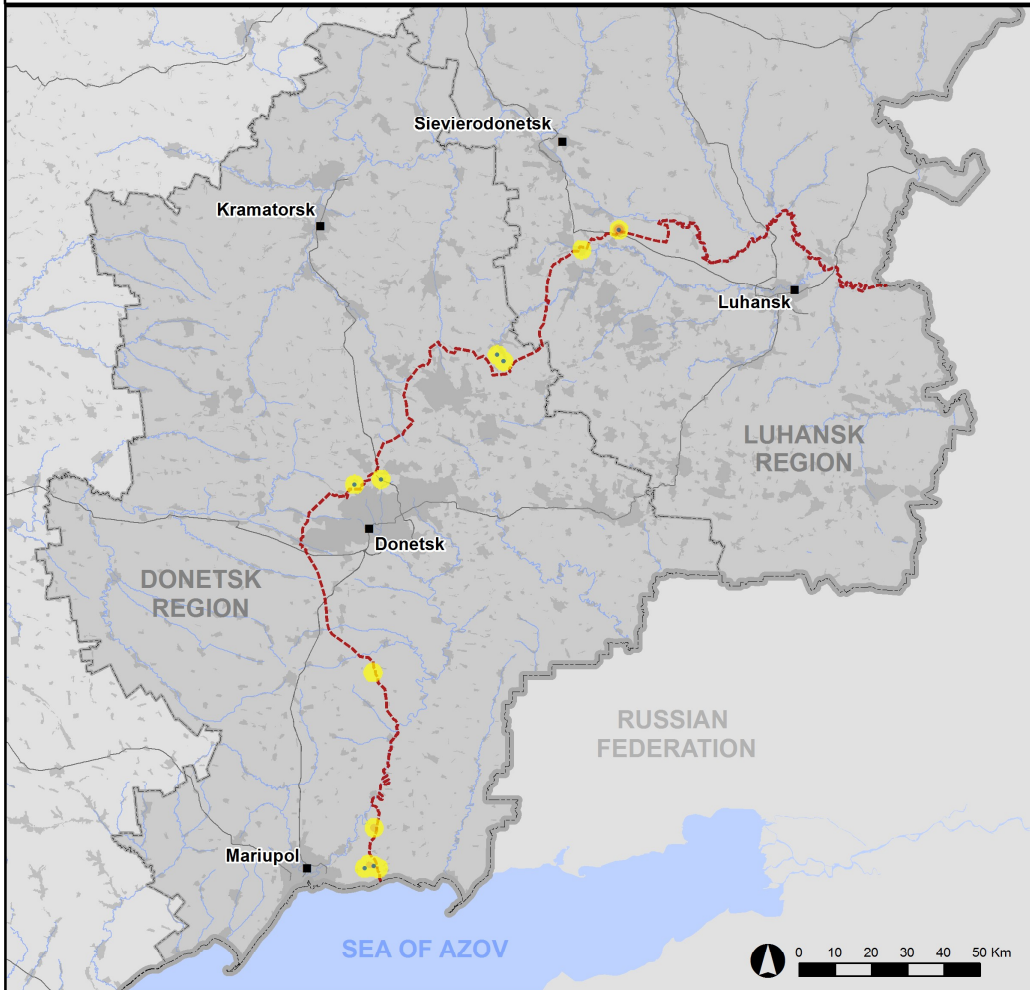 Sievierodonetsk
Kramatorsk
Luhansk
LUHANSK
REGION
Donetsk
DONETSK
REGION
RUSSIAN
FEDERATION
Mariupol
SEA OF AZOV
0 10 20 30 40 50 Km